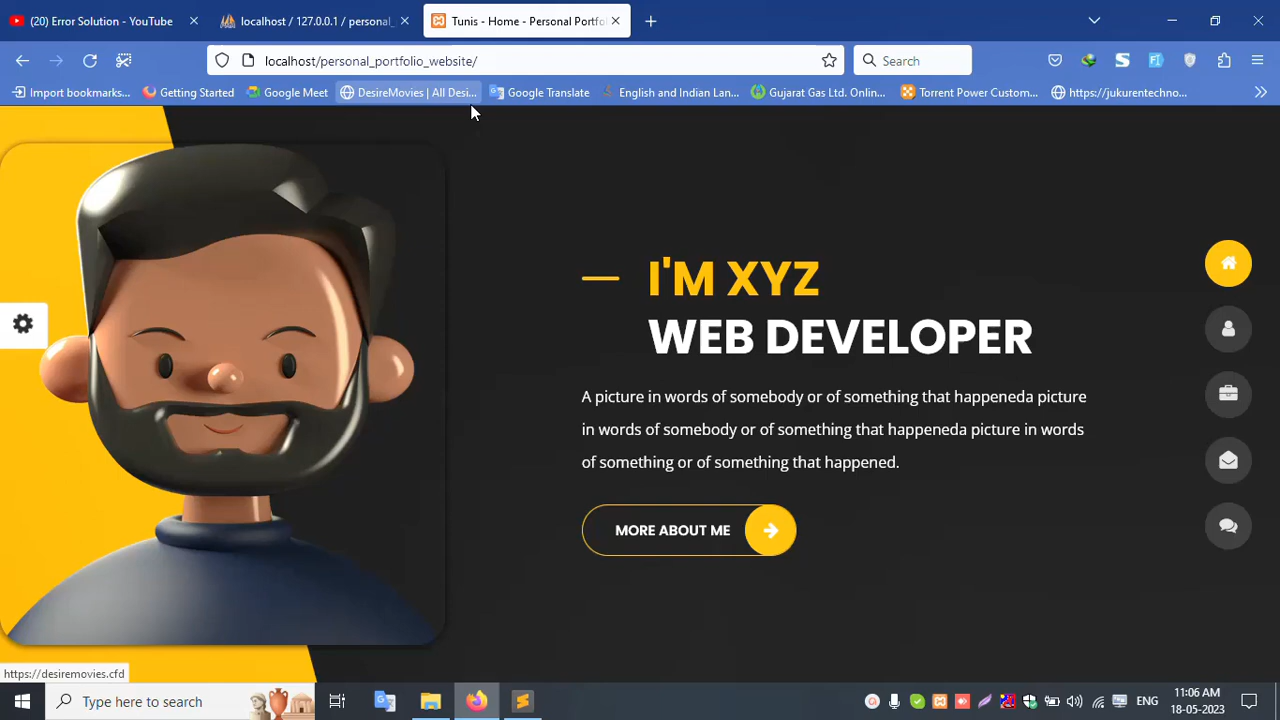 (20) Error Solution - YouTube
localhost / 127.0.0.1 / personal_
Tunis - Home - Personal Portfo
localhost/personal_portfolio_website/
Search
Import bookmarks...
Getting Started
Google Meet
DesireMovies | All Desi...
Google Translate
English and Indian Lan...
Gujarat Gas Ltd. Onlin...
Torrent Power Custom...
https://jukurentechno...
I'M XYZ
WEB DEVELOPER
A picture in words of somebody or of something that happeneda picture
in words of somebody or of something that happeneda picture in words
of something or of something that happened.
MORE ABOUT ME
https://desiremovies.cfd
Type here to search
ENG
11:06 AM
18-05-2023